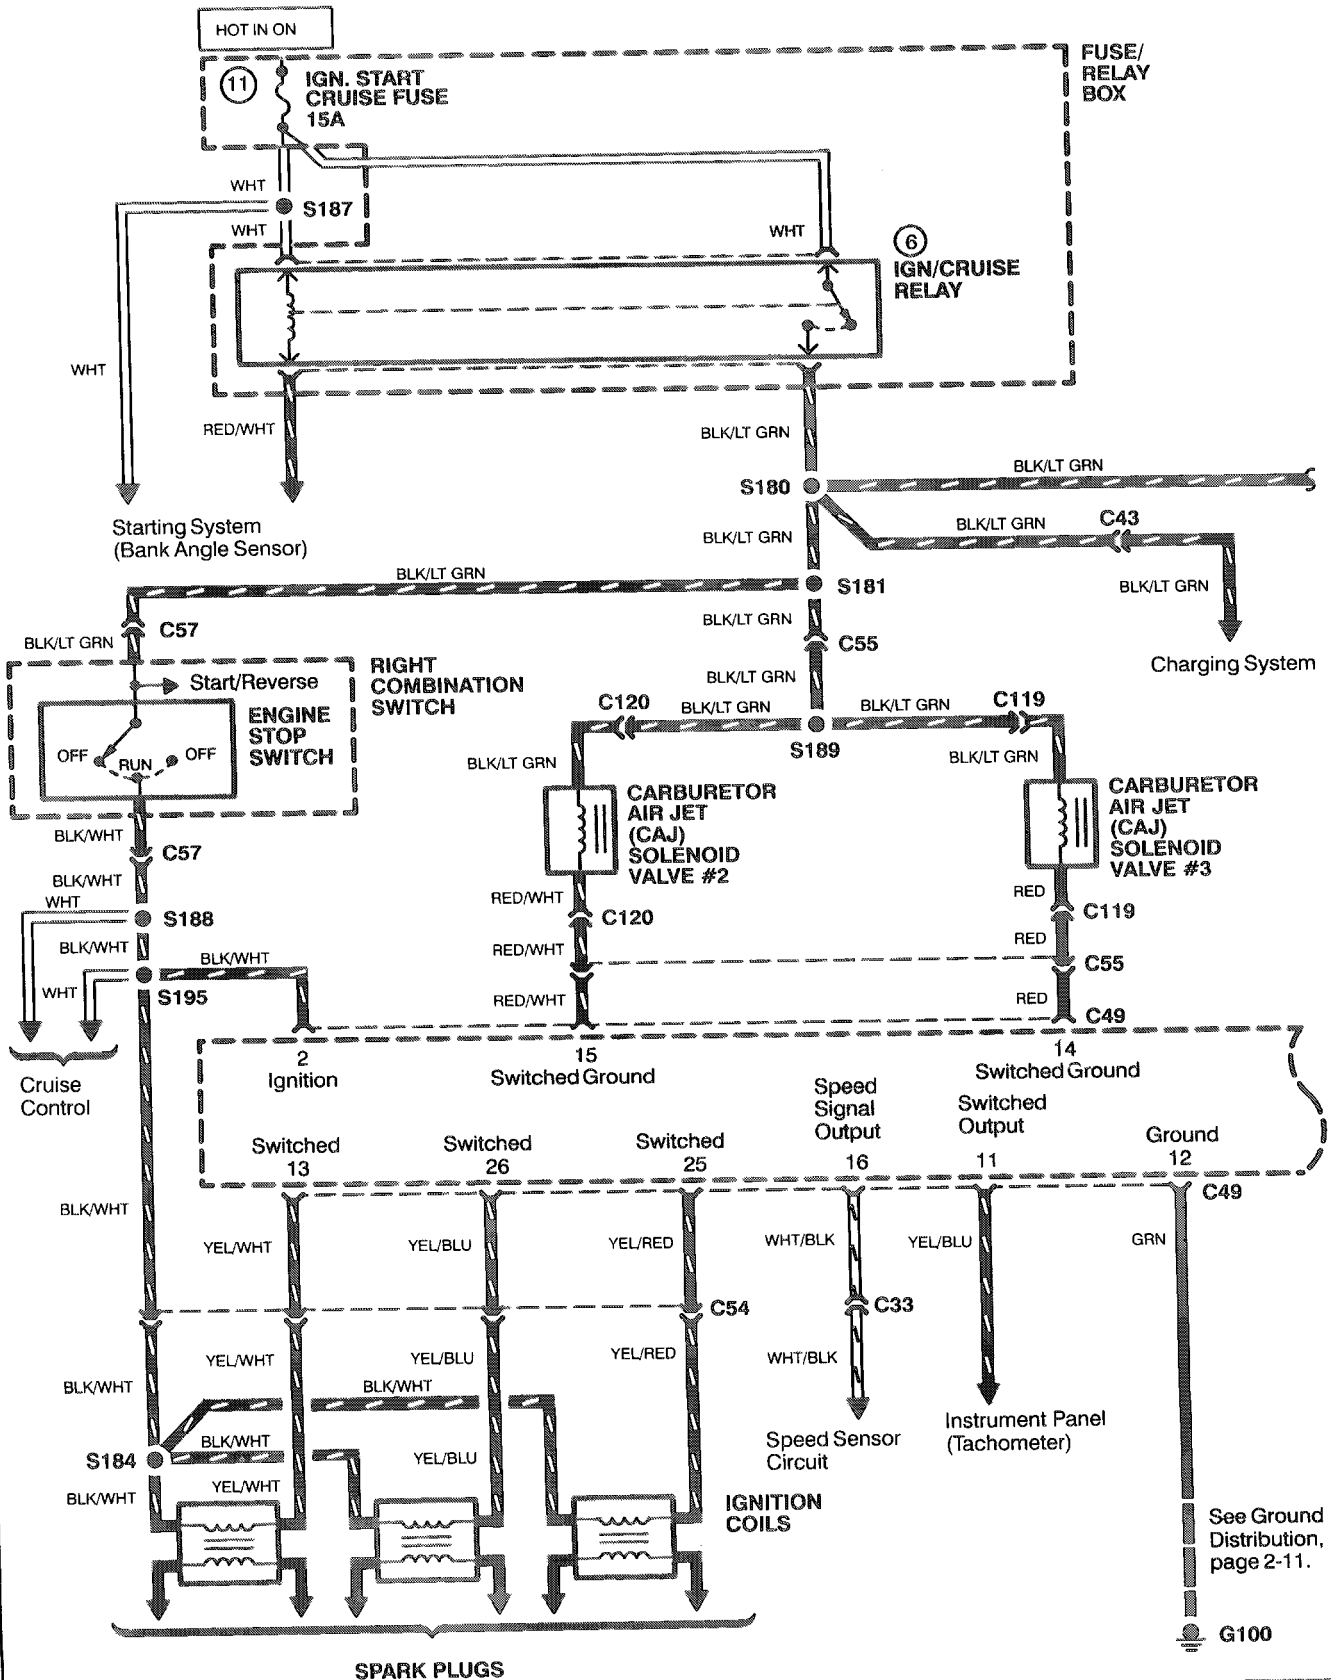 HOT IN ON
11
IGN. START
CRUISE FUSE
15A
FUSE/
RELAY
BOX
WHT
S187
WHT
WHT
6
IGN/CRUISE
RELAY
WHT
RED/WHT
BLK/LT GRN
Starting System
(Bank Angle Sensor)
S180
BLK/LT GRN
BLK/LT GRN
C43
BLK/LT GRN
BLK/LT GRN
S181
BLK/LT GRN
Charging System
BLK/LT GRN
C57
BLK/LT GRN
BLK/LT GRN
C55
BLK/LT GRN
RIGHT
COMBINATION
SWITCH
Start/Reverse
ENGINE
STOP
SWITCH
OFF
RUN
OFF
C120
BLK/LT GRN
S189
BLK/LT GRN
C119
BLK/LT GRN
BLK/LT GRN
CARBURETOR
AIR JET
(CAJ)
SOLENOID
VALVE #2
CARBURETOR
AIR JET
(CAJ)
SOLENOID
VALVE #3
BLK/WHT
C57
BLK/WHT
WHT
S188
BLK/WHT
BLK/WHT
WHT
S195
Cruise
Control
RED/WHT
C120
RED/WHT
RED/WHT
RED
C119
RED
C55
RED
C49
2
Ignition
15
Switched Ground
14
Switched Ground
Switched
13
Switched
26
Switched
25
Speed
Signal
Output
16
Switched
Output
11
Ground
12
C49
BLK/WHT
YEL/WHT
YEL/BLU
YEL/RED
WHT/BLK
YEL/BLU
GRN
C54
C33
YEL/WHT
YEL/BLU
YEL/RED
WHT/BLK
BLK/WHT
BLK/WHT
BLK/WHT
S184
YEL/BLU
BLK/WHT
YEL/WHT
Speed Sensor
Circuit
Instrument Panel
(Tachometer)
IGNITION
COILS
See Ground
Distribution,
page 2-11.
G100
SPARK PLUGS